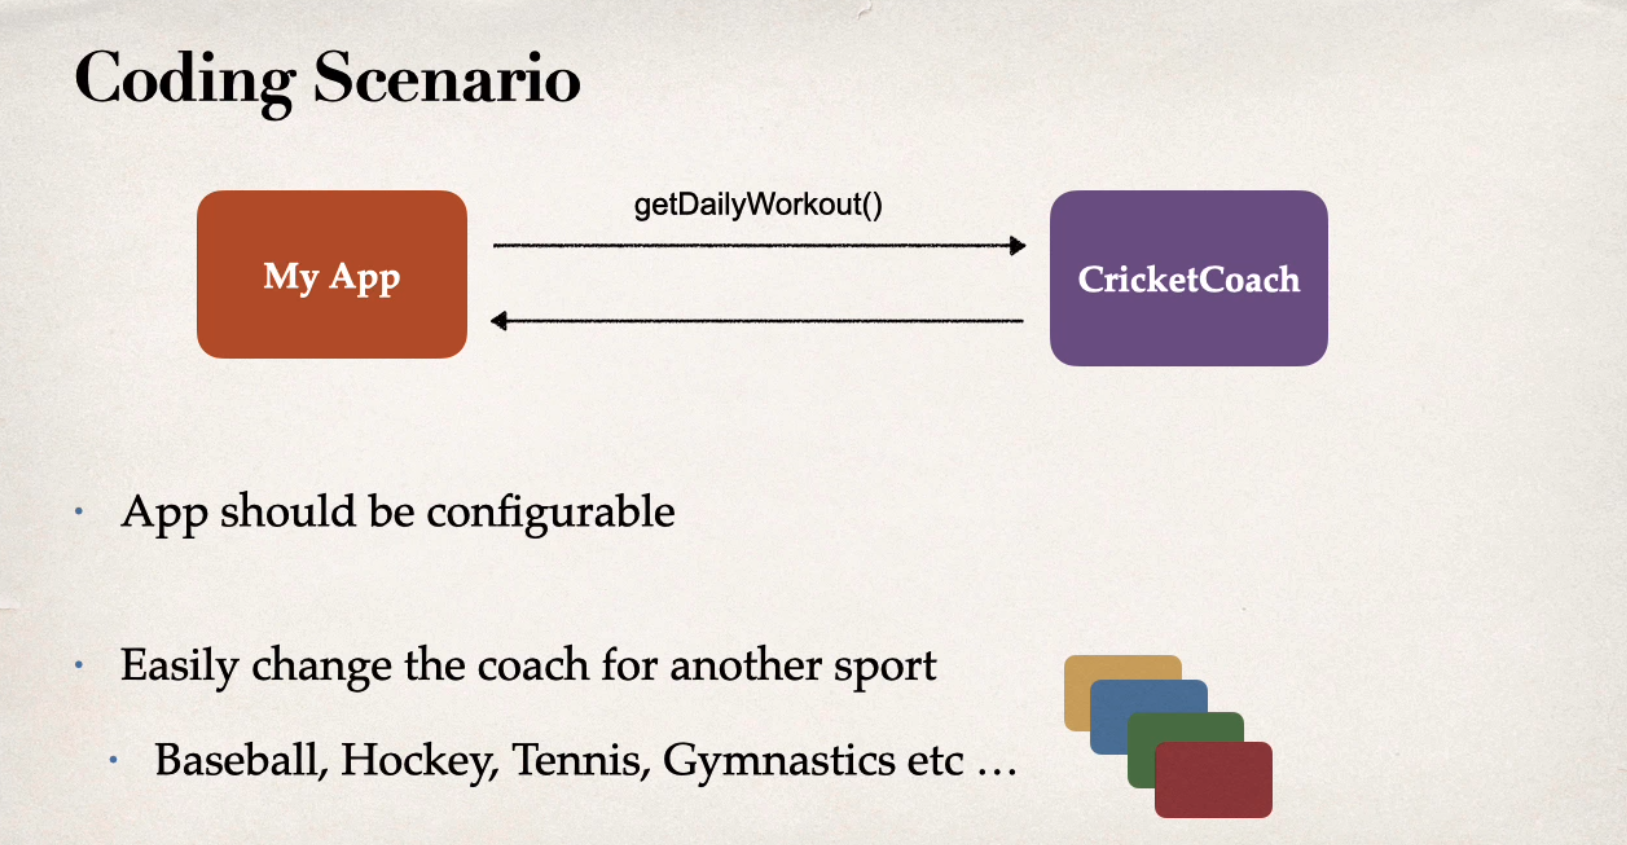 Coding Scenario
getDailyWorkout()
My App
CricketCoach
• App should be configurable
• Easily change the coach for another sport
• Baseball, Hockey, Tennis, Gymnastics etc …